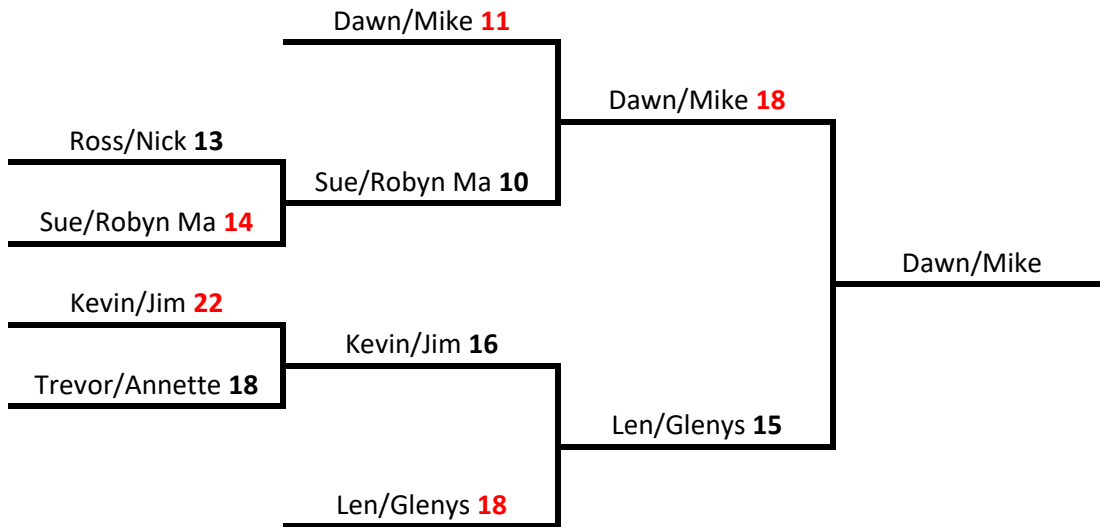 Dawn/Mike 11
Dawn/Mike 18
Ross/Nick 13
Sue/Robyn Ma 10
Sue/Robyn Ma 14
Dawn/Mike
Kevin/Jim 22
Kevin/Jim 16
Trevor/Annette 18
Len/Glenys 15
Len/Glenys 18